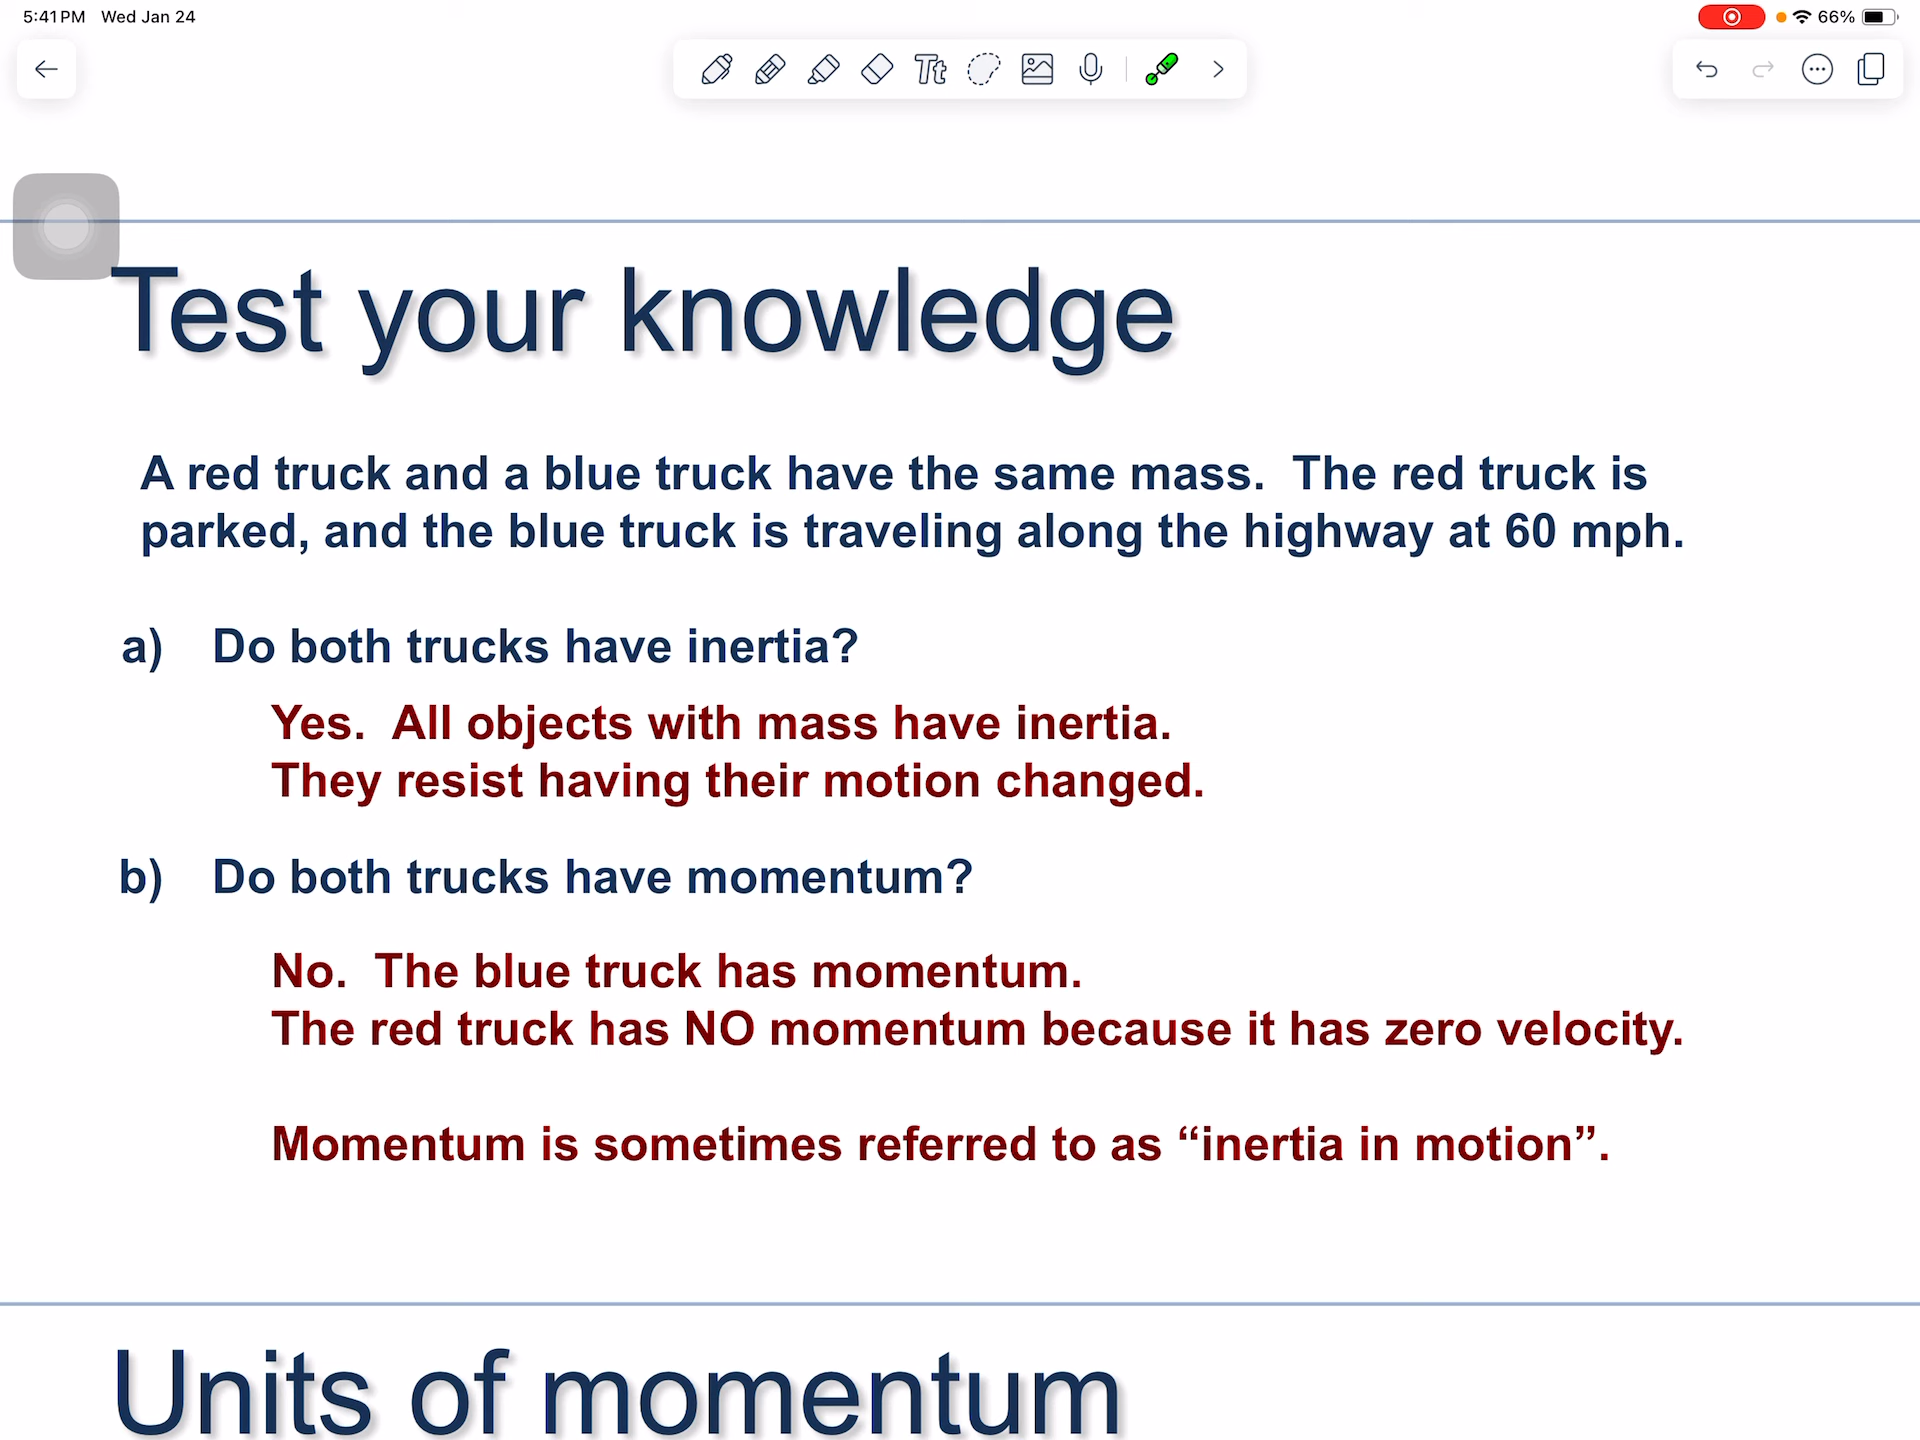 5:41 PM Wed Jan 24
66%
Tt
Test your knowledge
A red truck and a blue truck have the same mass.  The red truck is
parked, and the blue truck is traveling along the highway at 60 mph.
a) Do both trucks have inertia?
Yes.  All objects with mass have inertia.
They resist having their motion changed.
b) Do both trucks have momentum?
No.  The blue truck has momentum.
The red truck has NO momentum because it has zero velocity.
Momentum is sometimes referred to as “inertia in motion”.
Units of momentum